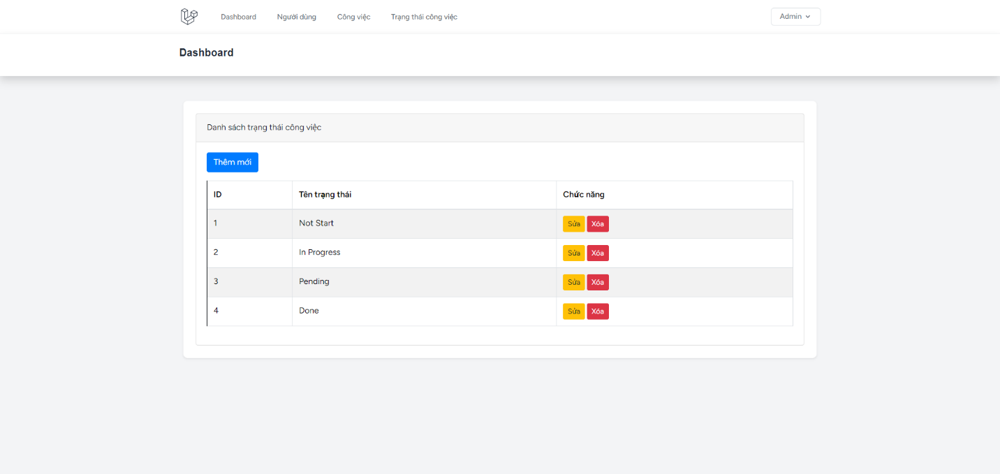 Dashboard Người dùng Công việc Trạng thái công việc Admin
Dashboard
Danh sách trạng thái công việc
Thêm mới
ID Tên trạng thái Chức năng
1 Not Start Sửa Xóa
2 In Progress Sửa Xóa
3 Pending Sửa Xóa
4 Done Sửa Xóa